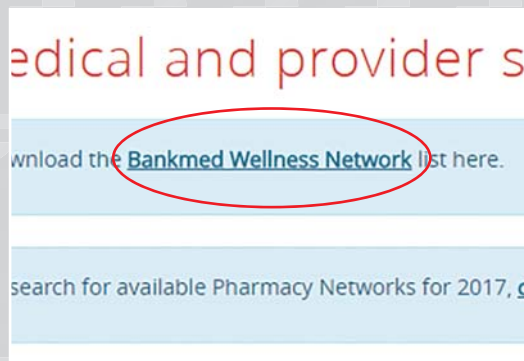 edical and provider s
wnload the Bankmed Wellness Network list here.
search for available Pharmacy Networks for 2017,